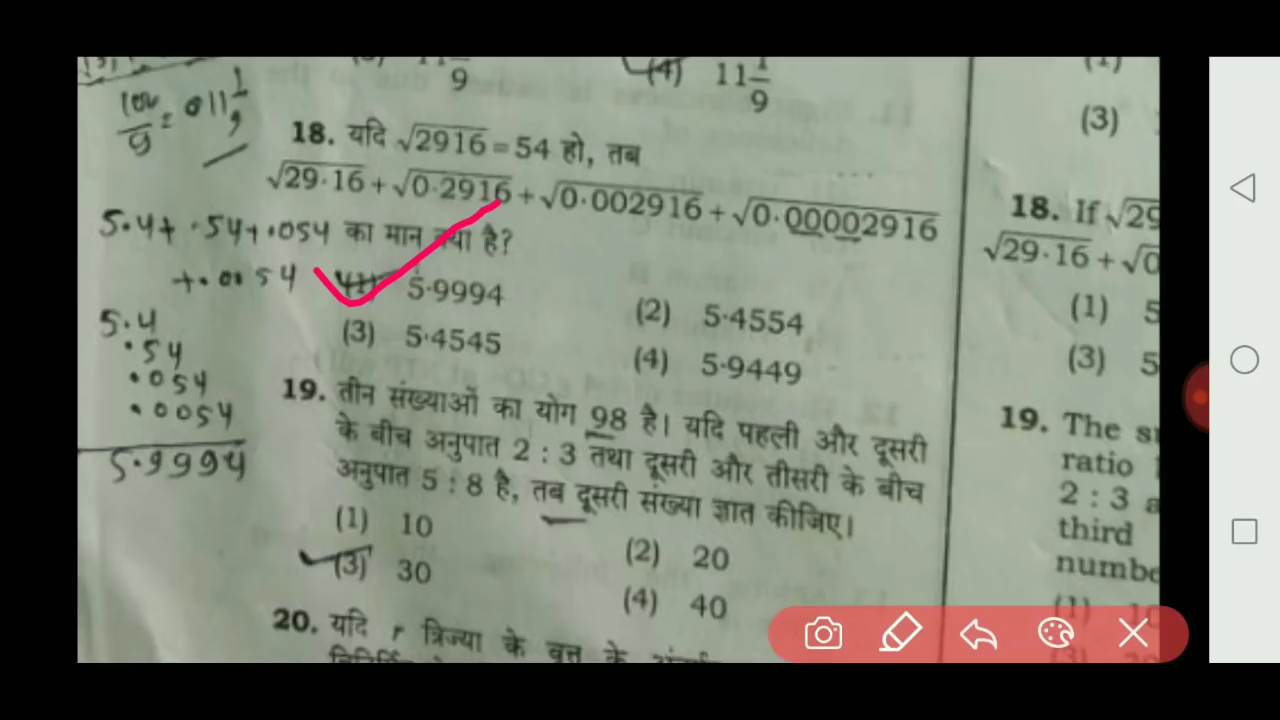 9
(4) 11 1/9
(1)
(3)
18. यदि √2916 = 54 हो, तब
√29·16 + √0·2916 + √0·002916 + √0·00002916
का मान क्या है?
5.4+ .54+.054
+.0054
(1) 5·9994
(2) 5·4554
(3) 5·4545
(4) 5·9449
5.4
.54
.054
.0054
5.9994
19. तीन संख्याओं का योग 98 है। यदि पहली और दूसरी
के बीच अनुपात 2 : 3 तथा दूसरी और तीसरी के बीच
अनुपात 5 : 8 है, तब दूसरी संख्या ज्ञात कीजिए।
(1) 10
(2) 20
(3) 30
(4) 40
20. यदि r त्रिज्या के वृत्त के
18. If √29
√29·16 + √0
(1) 5
(3) 5
19. The s
ratio
2 : 3 a
third
numbe
(1) 10